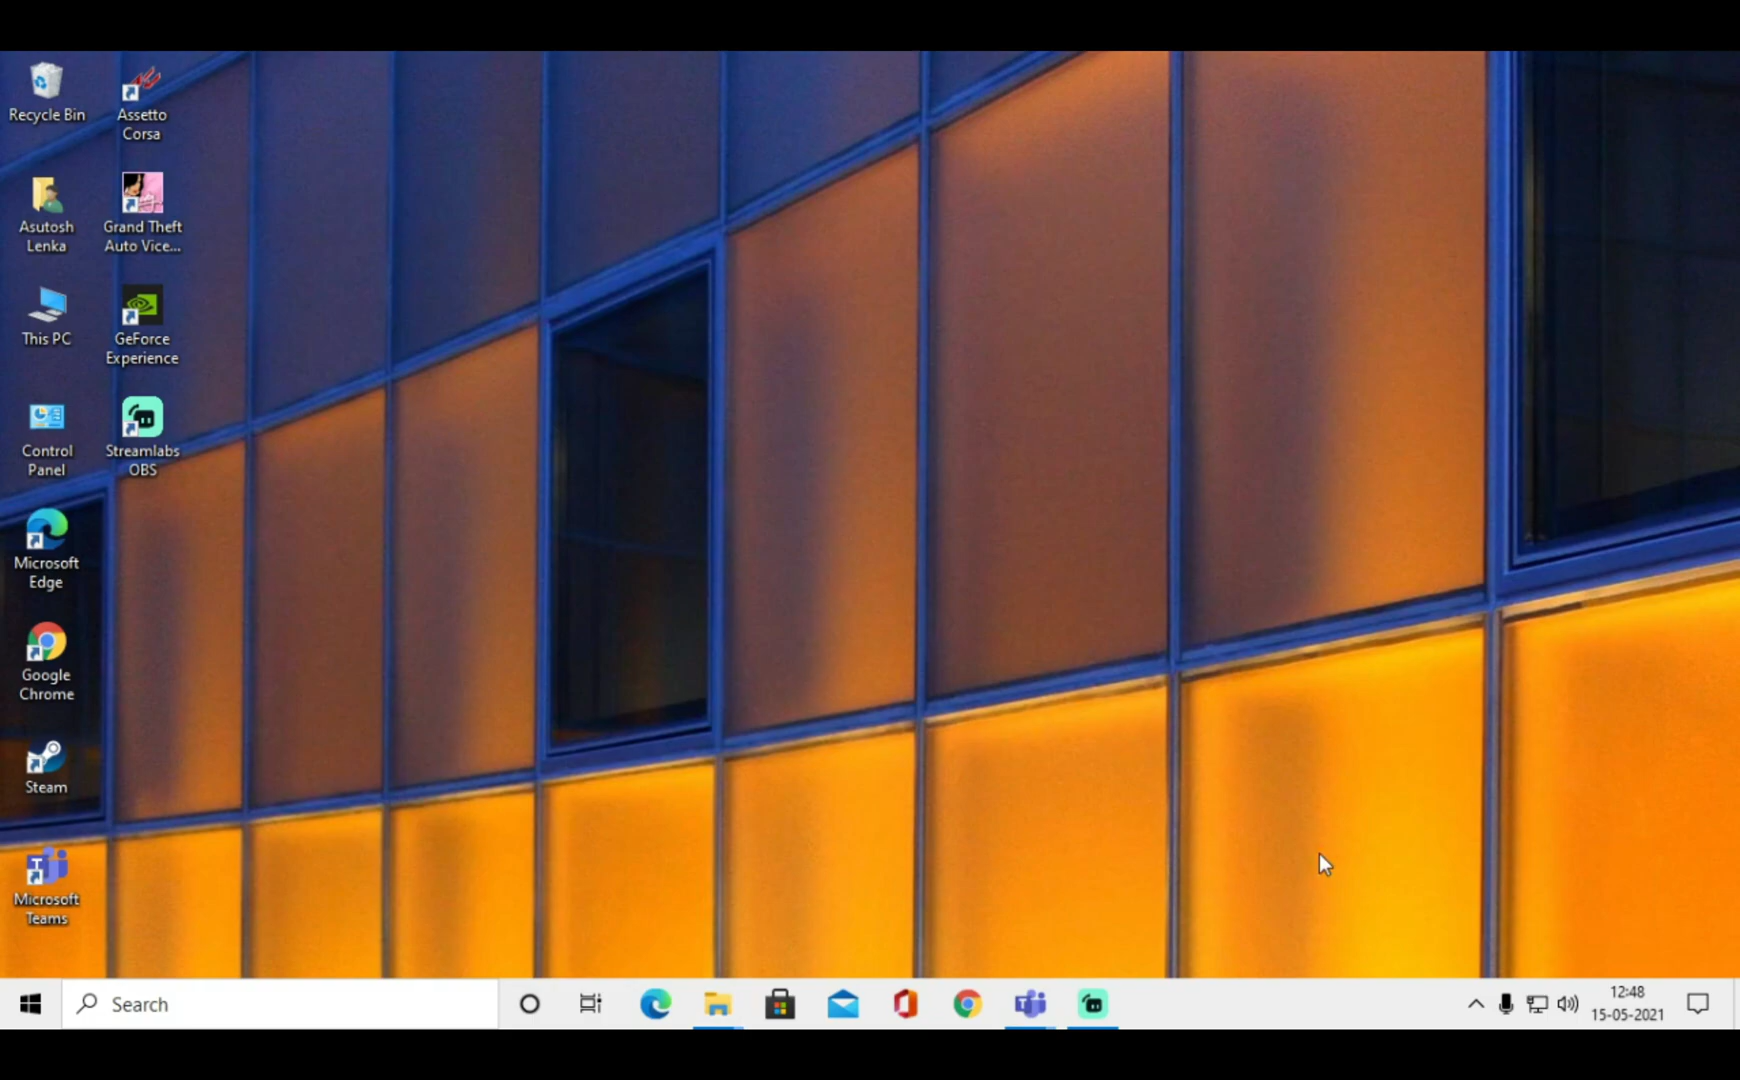 Recycle Bin
Assetto
Corsa
Asutosh
Lenka
Grand Theft
Auto Vice...
This PC
GeForce
Experience
Control
Panel
Streamlabs
OBS
Microsoft
Edge
Google
Chrome
Steam
T
Microsoft
Teams
Search
12:48
15-05-2021